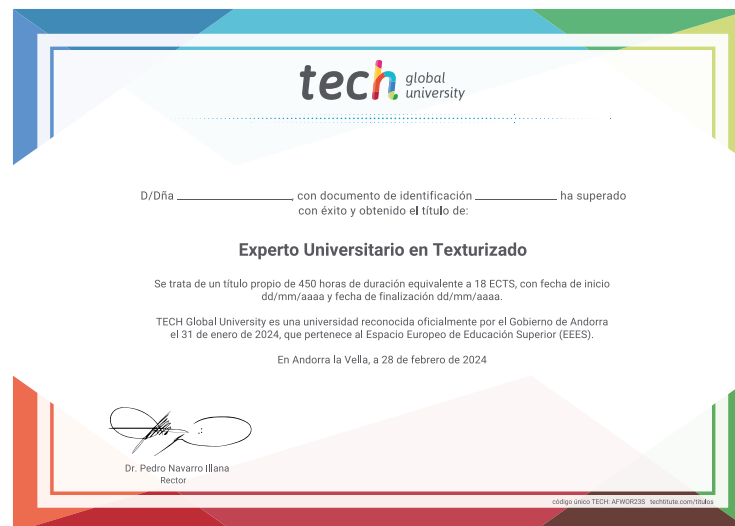 tech global university
D/Dña ____________________, con documento de identificación ______________ ha superado
con éxito y obtenido el título de:
Experto Universitario en Texturizado
Se trata de un título propio de 450 horas de duración equivalente a 18 ECTS, con fecha de inicio
dd/mm/aaaa y fecha de finalización dd/mm/aaaa.
TECH Global University es una universidad reconocida oficialmente por el Gobierno de Andorra
el 31 de enero de 2024, que pertenece al Espacio Europeo de Educación Superior (EEES).
En Andorra la Vella, a 28 de febrero de 2024
Dr. Pedro Navarro Illana
Rector
código único TECH: AFWOR23S techtitute.com/titulos